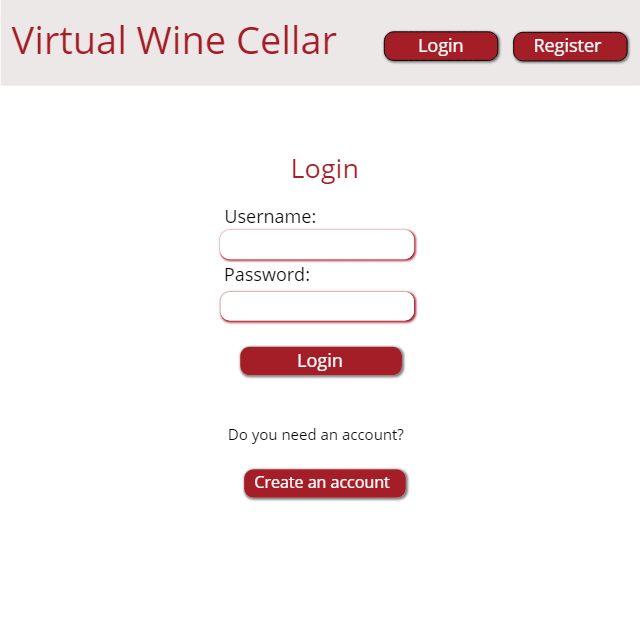 Virtual Wine Cellar
Login
Register
Login
Username:
Password:
Login
Do you need an account?
Create an account